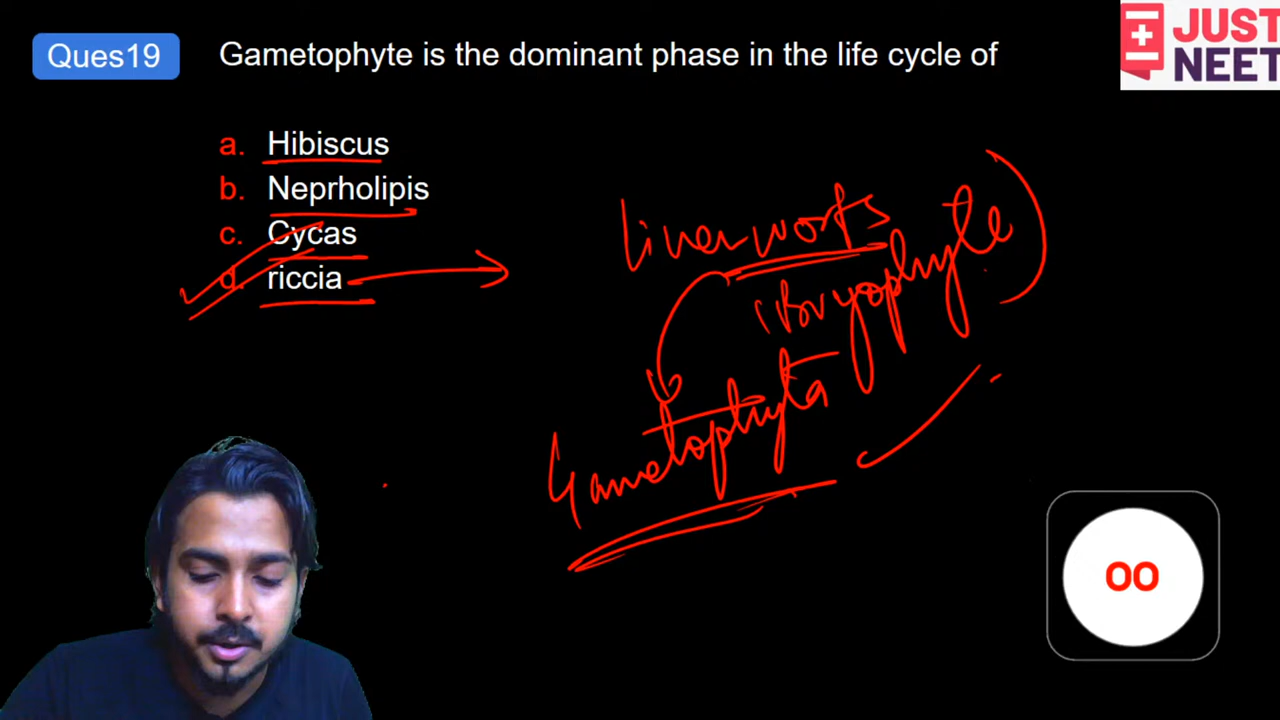 Ques19 Gametophyte is the dominant phase in the life cycle of
JUST
NEET
a. Hibiscus
b. Neprholipis
c. Cycas
d. riccia
Liverworts
Bryophyte
Gametophyta
00